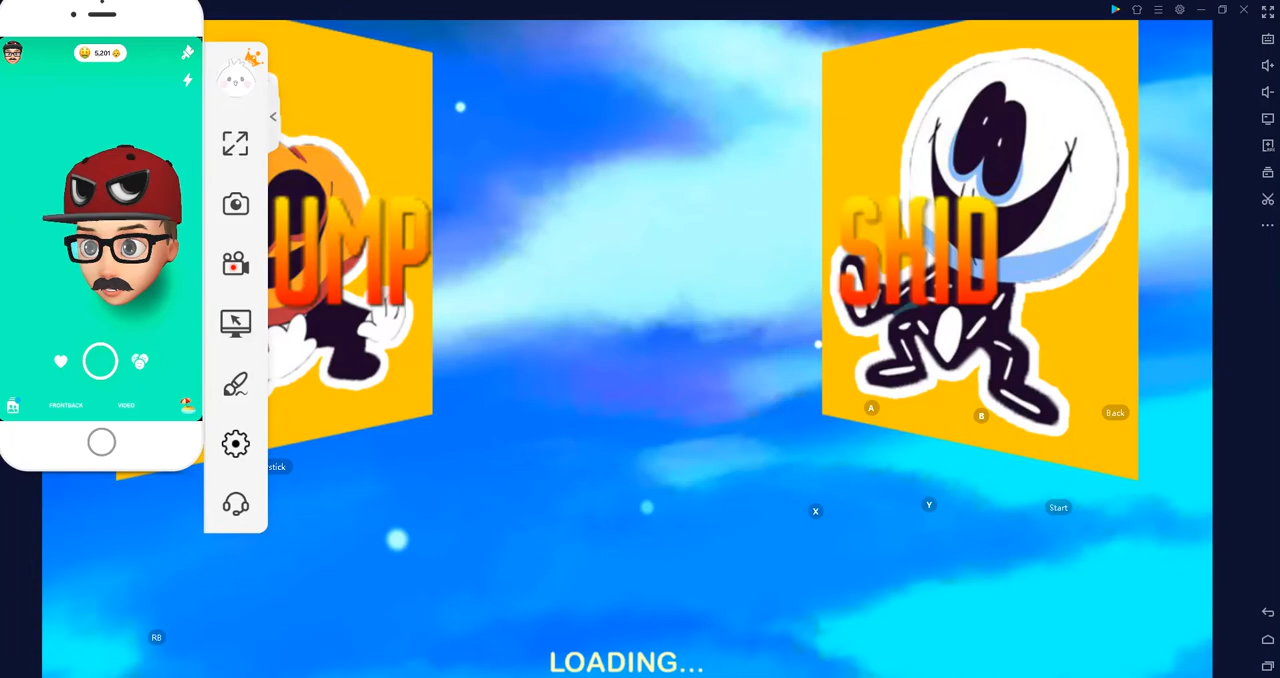 5,201
FRONTBACK
VIDEO
UMP
SKID
A
B
Back
stick
X
Y
Start
RB
LOADING...